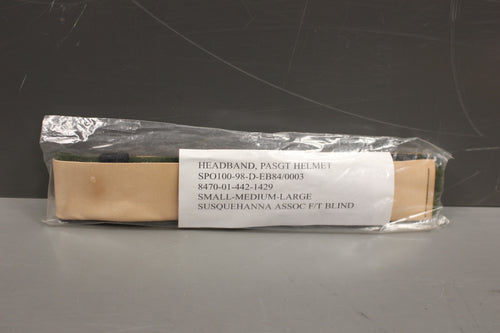 HEADBAND, PASGT HELMET
SPO100-98-D-EB84/0003
8470-01-442-1429
SMALL-MEDIUM-LARGE
SUSQUEHANNA ASSOC F/T BLIND